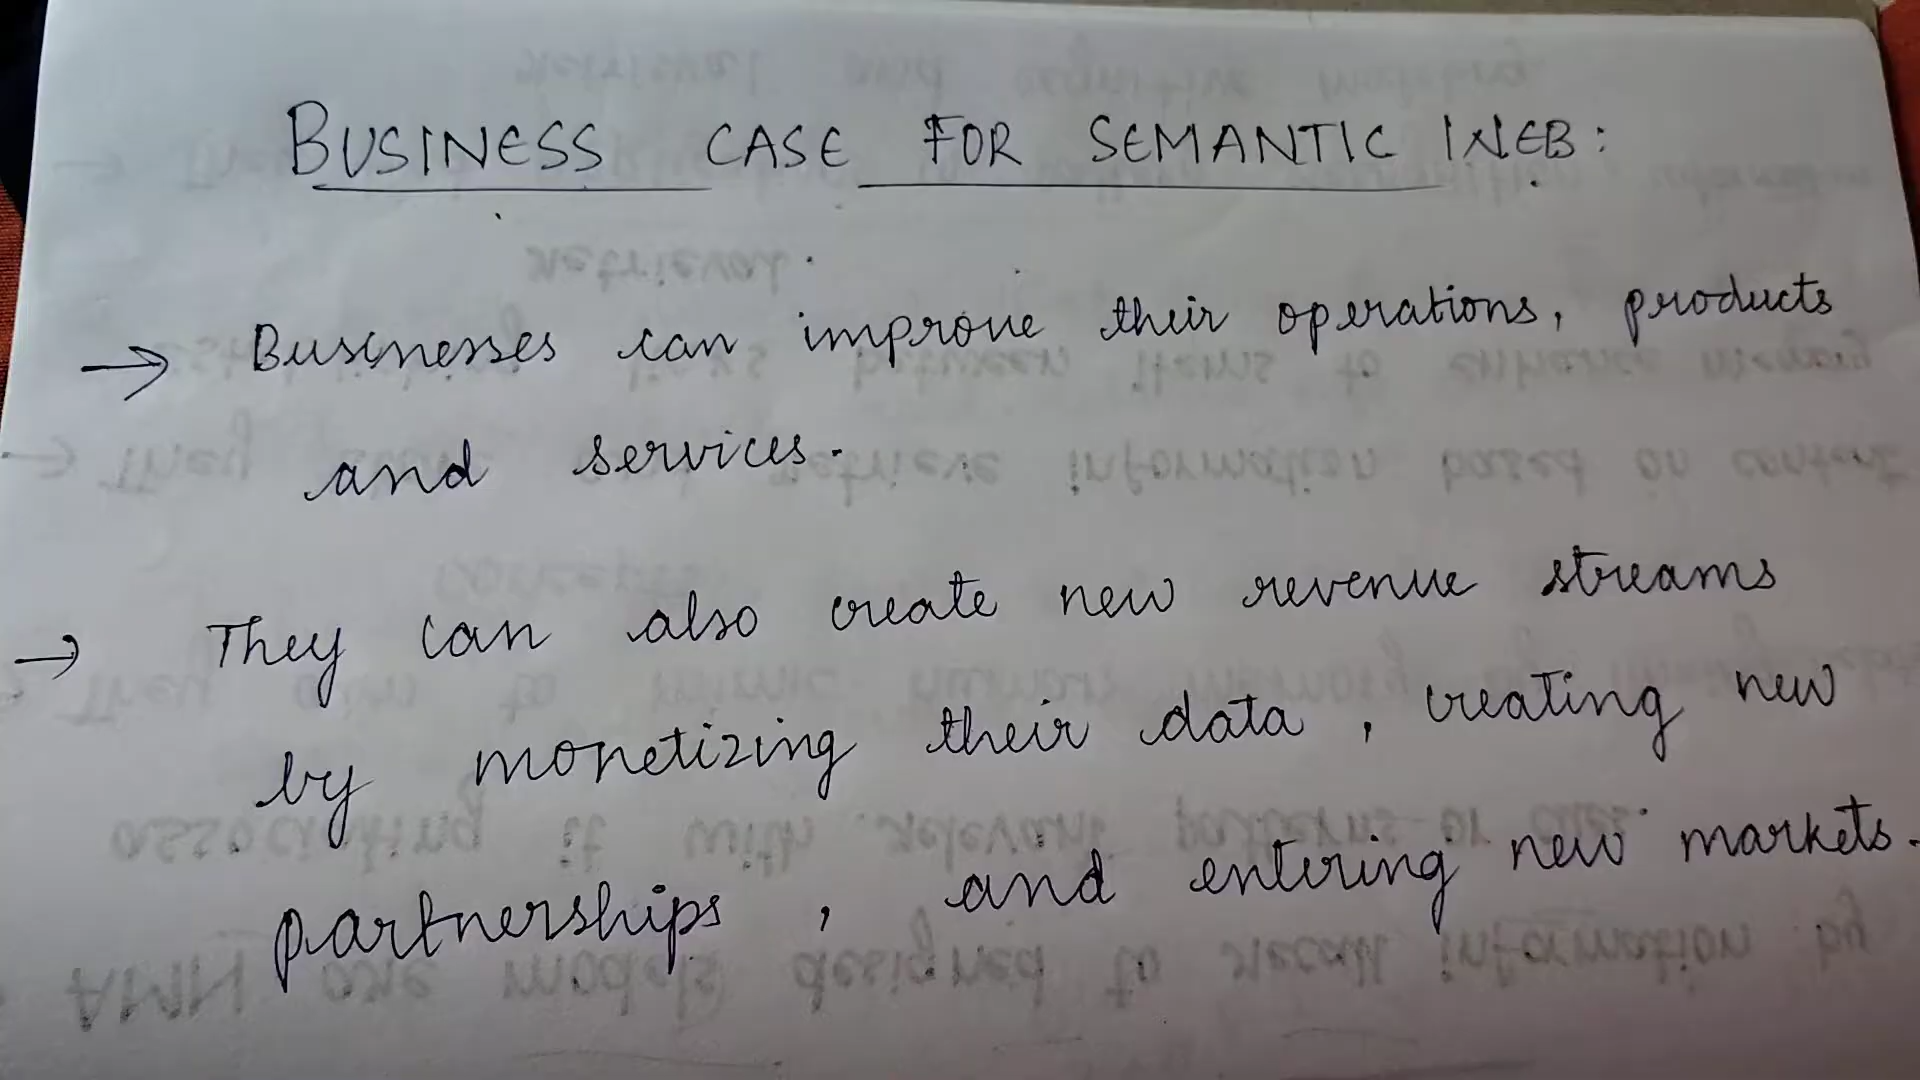 BUSINESS CASE FOR SEMANTIC WEB:
→ Businesses can improve their operations, products
and services.
→ They can also create new revenue streams
by monetizing their data, creating new
partnerships, and entering new markets.